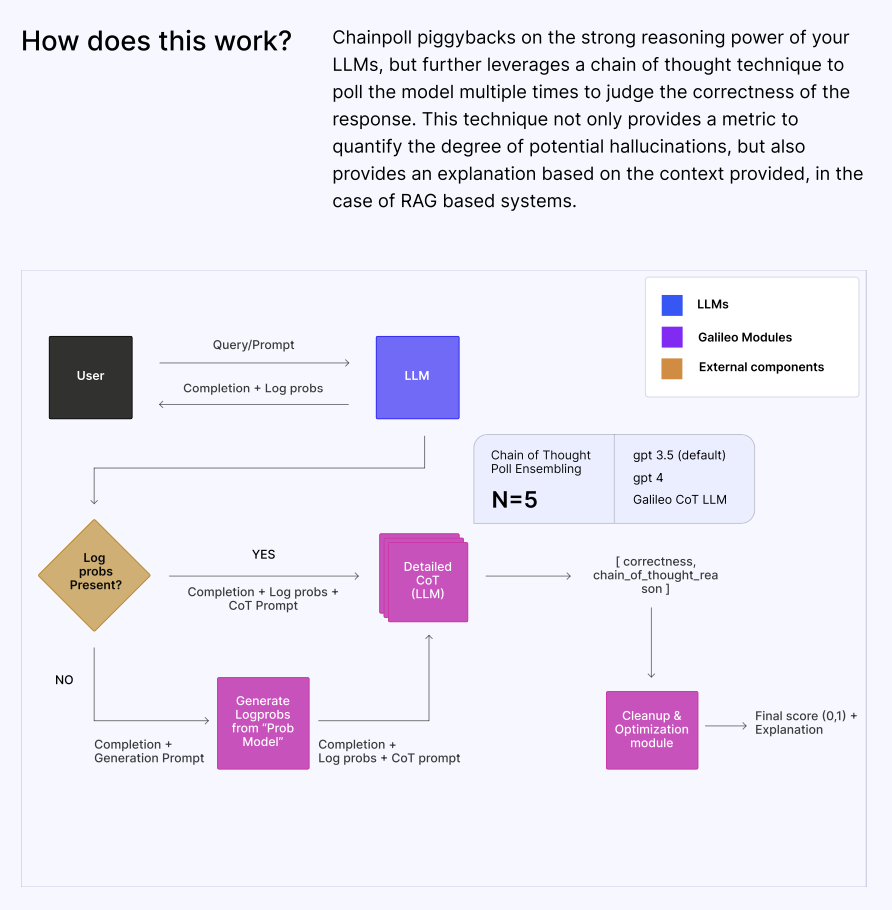 How does this work?
Chainpoll piggybacks on the strong reasoning power of your
LLMs, but further leverages a chain of thought technique to
poll the model multiple times to judge the correctness of the
response. This technique not only provides a metric to
quantify the degree of potential hallucinations, but also
provides an explanation based on the context provided, in the
case of RAG based systems.
LLMs
Galileo Modules
External components
User
Query/Prompt
Completion + Log probs
LLM
Chain of Thought
Poll Ensembling
N=5
gpt 3.5 (default)
gpt 4
Galileo CoT LLM
Log
probs
Present?
YES
Completion + Log probs +
CoT Prompt
Detailed
CoT
(LLM)
[ correctness,
chain_of_thought_rea
son ]
NO
Completion +
Generation Prompt
Generate
Logprobs
from “Prob
Model”
Completion +
Log probs + CoT prompt
Cleanup &
Optimization
module
Final score (0,1) +
Explanation